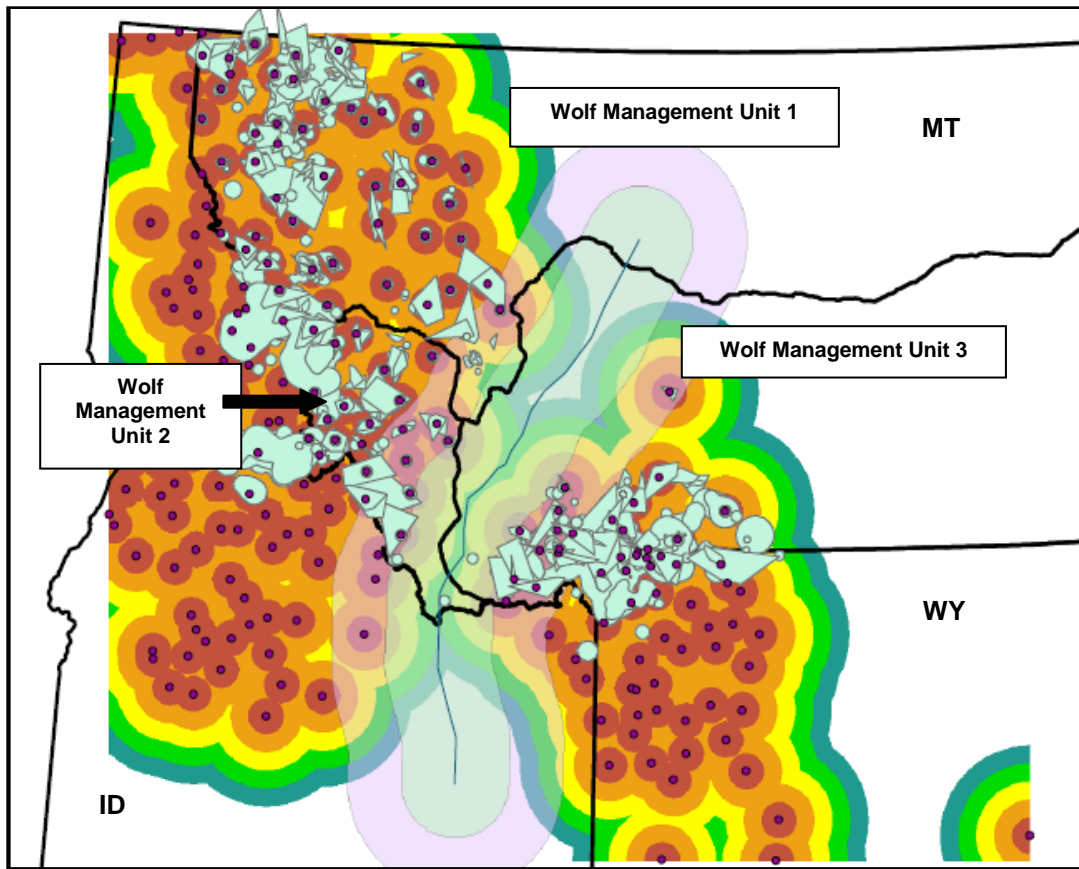 Wolf Management Unit 1
MT
Wolf Management Unit 3
Wolf
Management
Unit 2
WY
ID